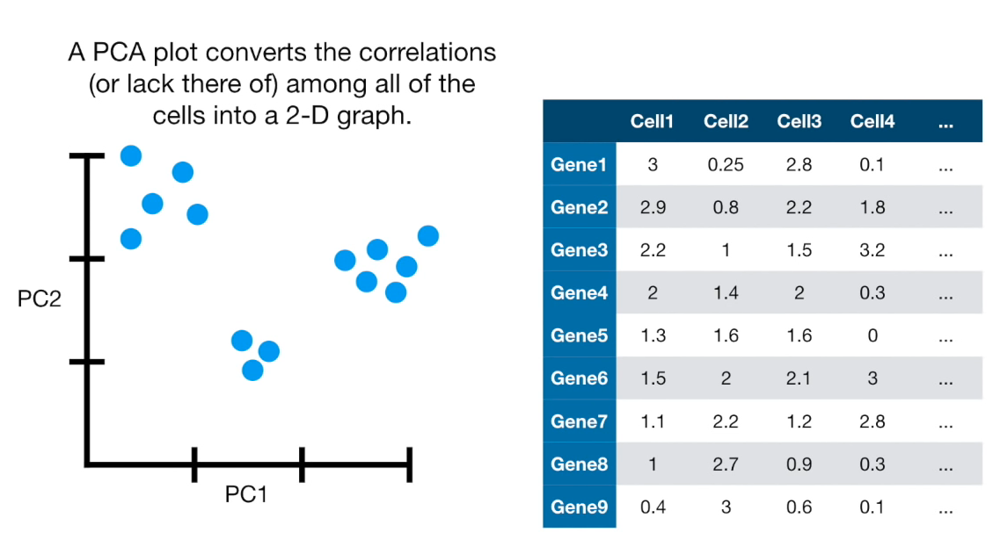 A PCA plot converts the correlations
(or lack there of) among all of the
cells into a 2-D graph.
PC2
PC1
Cell1 Cell2 Cell3 Cell4 ...
Gene1 3 0.25 2.8 0.1 ...
Gene2 2.9 0.8 2.2 1.8 ...
Gene3 2.2 1 1.5 3.2 ...
Gene4 2 1.4 2 0.3 ...
Gene5 1.3 1.6 1.6 0 ...
Gene6 1.5 2 2.1 3 ...
Gene7 1.1 2.2 1.2 2.8 ...
Gene8 1 2.7 0.9 0.3 ...
Gene9 0.4 3 0.6 0.1 ...